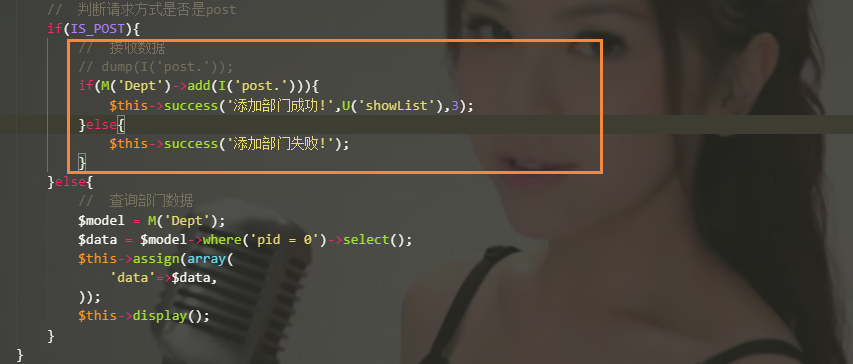 // 判断请求方式是否是post
if(IS_POST){
// 接收数据
// dump(I('post.'));
if(M('Dept')->add(I('post.'))){
$this->success('添加部门成功!',U('showList'),3);
}else{
$this->success('添加部门失败!');
}
}else{
// 查询部门数据
$model = M('Dept');
$data = $model->where('pid = 0')->select();
$this->assign(array(
'data'=>$data,
));
$this->display();
}
}